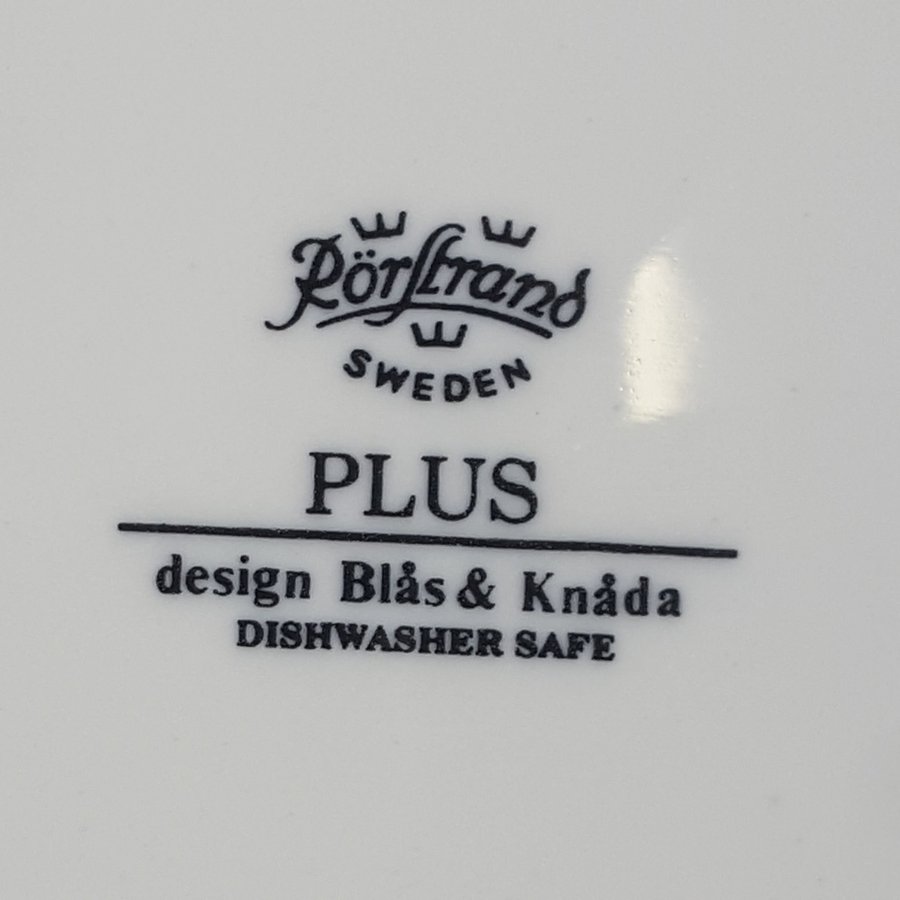 Rörstrand
SWEDEN
PLUS
design Blås & Knåda
DISHWASHER SAFE